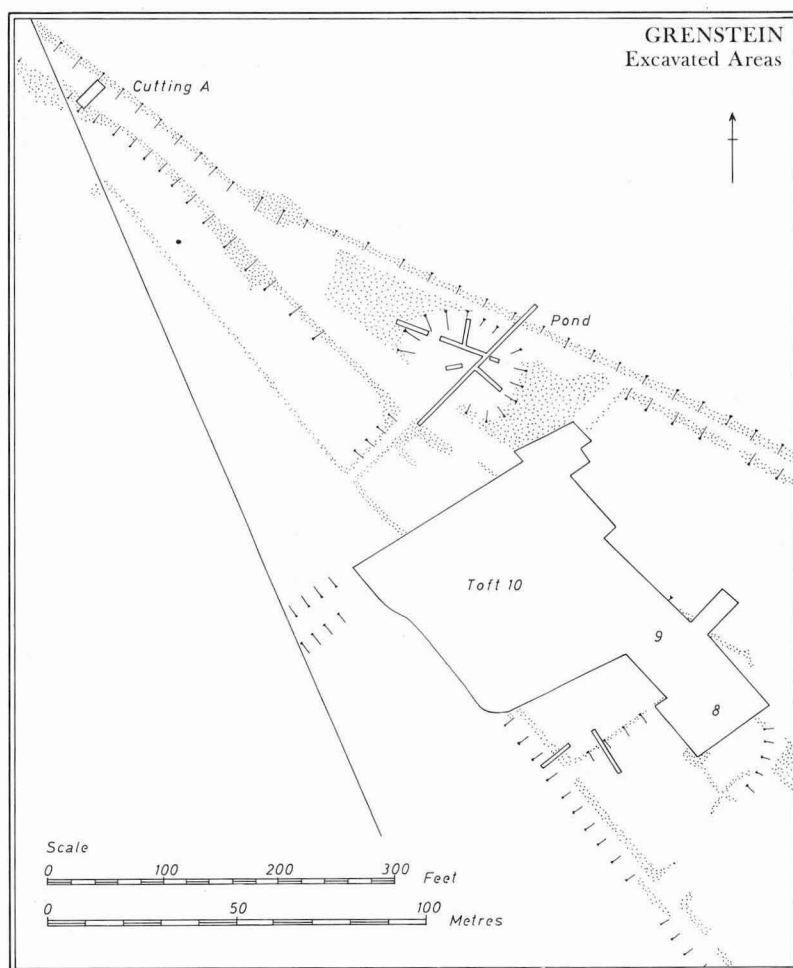 GRENSTEIN
Excavated Areas
Cutting A
Pond
Toft 10
9
8
Scale
0 100 200 300 Feet
0 50 100 Metres